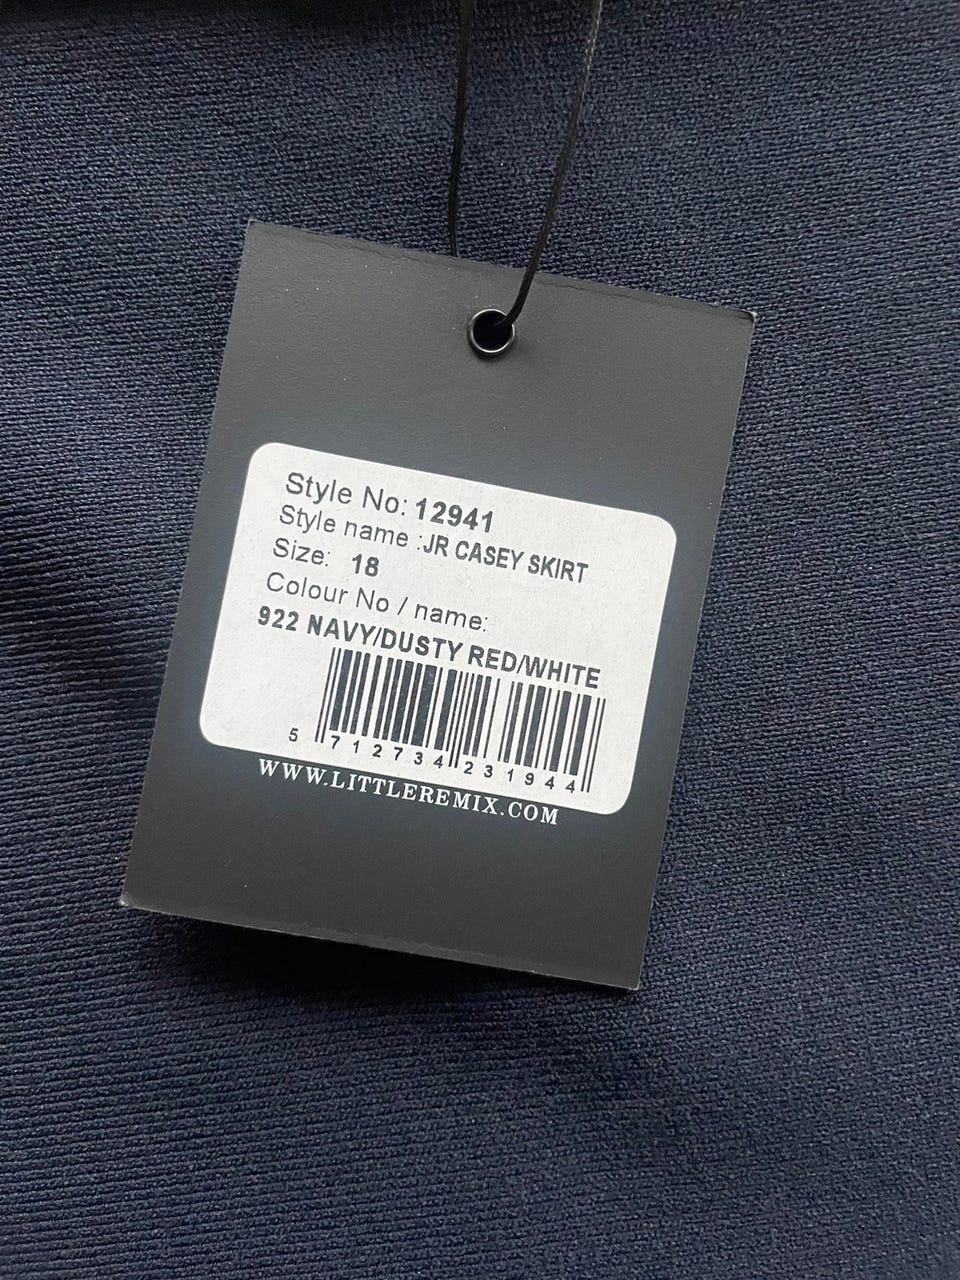 Style No: 12941
Style name :JR CASEY SKIRT
Size: 18
Colour No / name:
922 NAVY/DUSTY RED/WHITE
5 712734 231944
WWW.LITTLEREMIX.COM